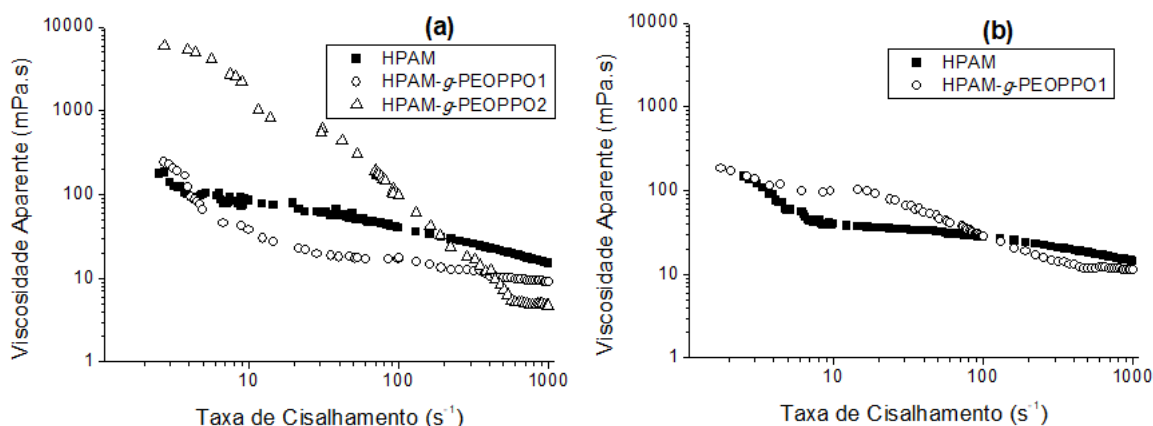 (a)
HPAM
HPAM-g-PEOPPO1
HPAM-g-PEOPPO2
Viscosidade Aparente (mPa.s)
10000
1000
100
10
1
10
100
1000
Taxa de Cisalhamento (s⁻¹)
(b)
HPAM
HPAM-g-PEOPPO1
Viscosidade Aparente (mPa.s)
10000
1000
100
10
1
10
100
1000
Taxa de Cisalhamento (s⁻¹)